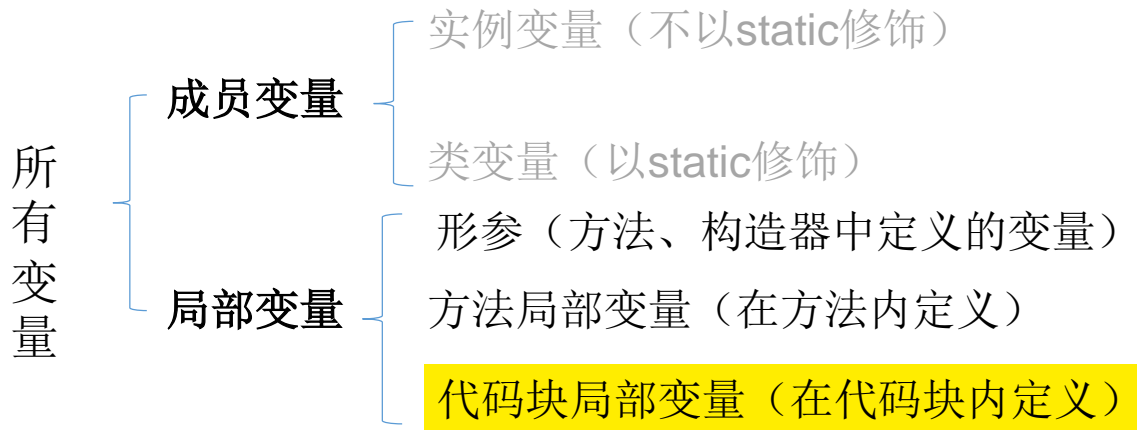 所有变量
成员变量
实例变量（不以static修饰）
类变量（以static修饰）
局部变量
形参（方法、构造器中定义的变量）
方法局部变量（在方法内定义）
代码块局部变量（在代码块内定义）